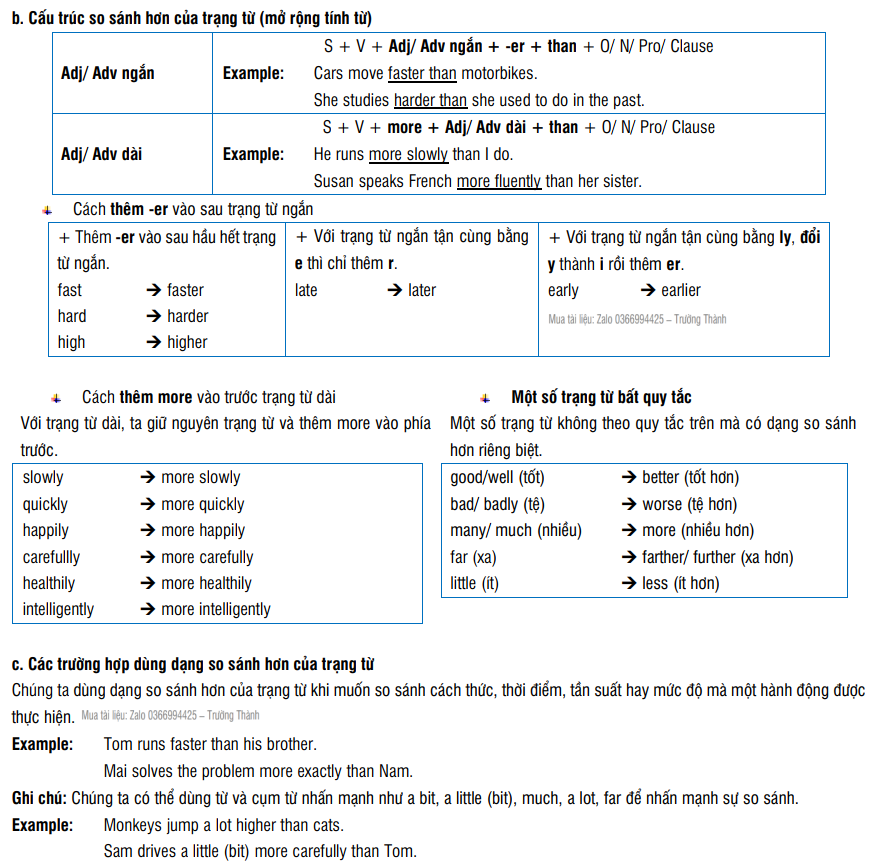 b. Cấu trúc so sánh hơn của trạng từ (mở rộng tính từ)
Adj/ Adv ngắn
S + V + Adj/ Adv ngắn + -er + than + O/ N/ Pro/ Clause
Example: Cars move faster than motorbikes.
She studies harder than she used to do in the past.
Adj/ Adv dài
S + V + more + Adj/ Adv dài + than + O/ N/ Pro/ Clause
Example: He runs more slowly than I do.
Susan speaks French more fluently than her sister.
Cách thêm -er vào sau trạng từ ngắn
+ Thêm -er vào sau hầu hết trạng
từ ngắn.
fast → faster
hard → harder
high → higher
+ Với trạng từ ngắn tận cùng bằng
e thì chỉ thêm r.
late → later
+ Với trạng từ ngắn tận cùng bằng ly, đổi
y thành i rồi thêm er.
early → earlier
Mua tài liệu: Zalo 0366994425 – Trường Thành
Cách thêm more vào trước trạng từ dài
Với trạng từ dài, ta giữ nguyên trạng từ và thêm more vào phía
trước.
slowly → more slowly
quickly → more quickly
happily → more happily
carefullly → more carefully
healthily → more healthily
intelligently → more intelligently
Một số trạng từ bất quy tắc
Một số trạng từ không theo quy tắc trên mà có dạng so sánh
hơn riêng biệt.
good/well (tốt) → better (tốt hơn)
bad/ badly (tệ) → worse (tệ hơn)
many/ much (nhiều) → more (nhiều hơn)
far (xa) → farther/ further (xa hơn)
little (ít) → less (ít hơn)
c. Các trường hợp dùng dạng so sánh hơn của trạng từ
Chúng ta dùng dạng so sánh hơn của trạng từ khi muốn so sánh cách thức, thời điểm, tần suất hay mức độ mà một hành động được
thực hiện. Mua tài liệu: Zalo 0366994425 – Trường Thành
Example: Tom runs faster than his brother.
Mai solves the problem more exactly than Nam.
Ghi chú: Chúng ta có thể dùng từ và cụm từ nhấn mạnh như a bit, a little (bit), much, a lot, far để nhấn mạnh sự so sánh.
Example: Monkeys jump a lot higher than cats.
Sam drives a little (bit) more carefully than Tom.